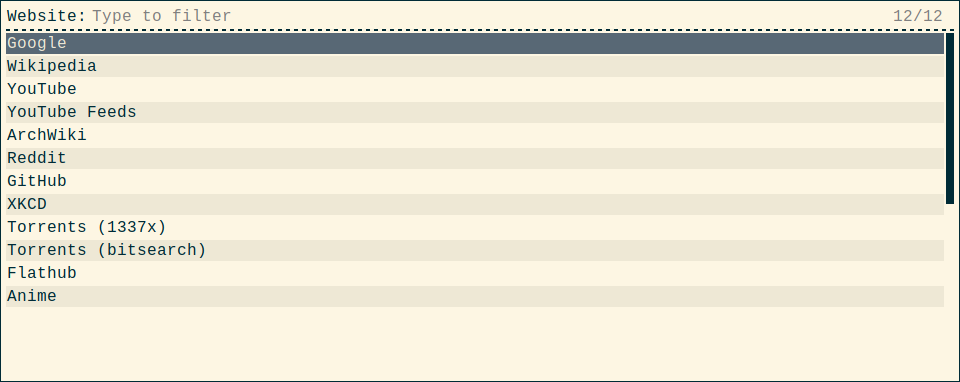 Website: Type to filter 12/12
Google
Wikipedia
YouTube
YouTube Feeds
ArchWiki
Reddit
GitHub
XKCD
Torrents (1337x)
Torrents (bitsearch)
Flathub
Anime